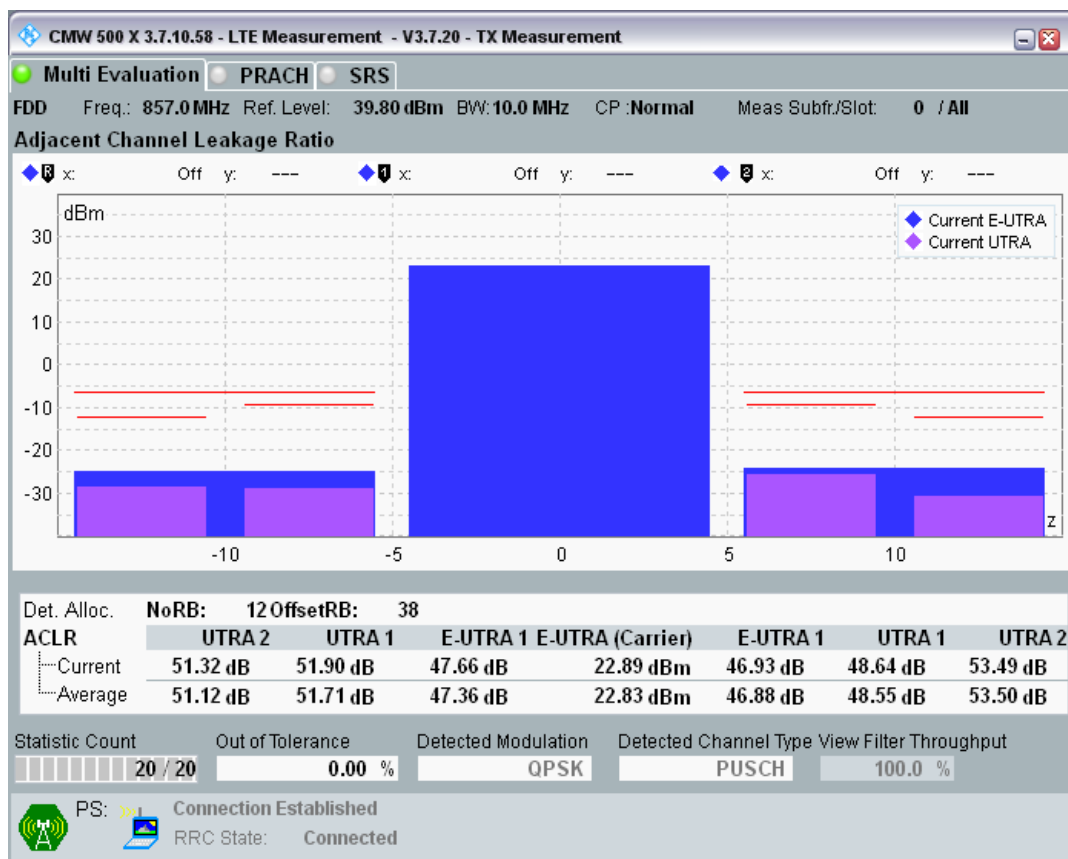 CMW 500 X 3.7.10.58 - LTE Measurement - V3.7.20 - TX Measurement
Multi Evaluation PRACH SRS
FDD Freq.: 857.0 MHz Ref. Level: 39.80 dBm BW: 10.0 MHz CP :Normal Meas Subfr./Slot: 0 / All
Adjacent Channel Leakage Ratio
R x: Off y: --- 1 x: Off y: --- 2 x: Off y: ---
dBm
Current E-UTRA
Current UTRA
30
20
10
0
-10
-20
-30
z
-10 -5 0 5 10
Det. Alloc. NoRB: 12 OffsetRB: 38
ACLR UTRA 2 UTRA 1 E-UTRA 1 E-UTRA (Carrier) E-UTRA 1 UTRA 1 UTRA 2
Current 51.32 dB 51.90 dB 47.66 dB 22.89 dBm 46.93 dB 48.64 dB 53.49 dB
Average 51.12 dB 51.71 dB 47.36 dB 22.83 dBm 46.88 dB 48.55 dB 53.50 dB
Statistic Count Out of Tolerance Detected Modulation Detected Channel Type View Filter Throughput
20 / 20 0.00 % QPSK PUSCH 100.0 %
PS: Connection Established
RRC State: Connected